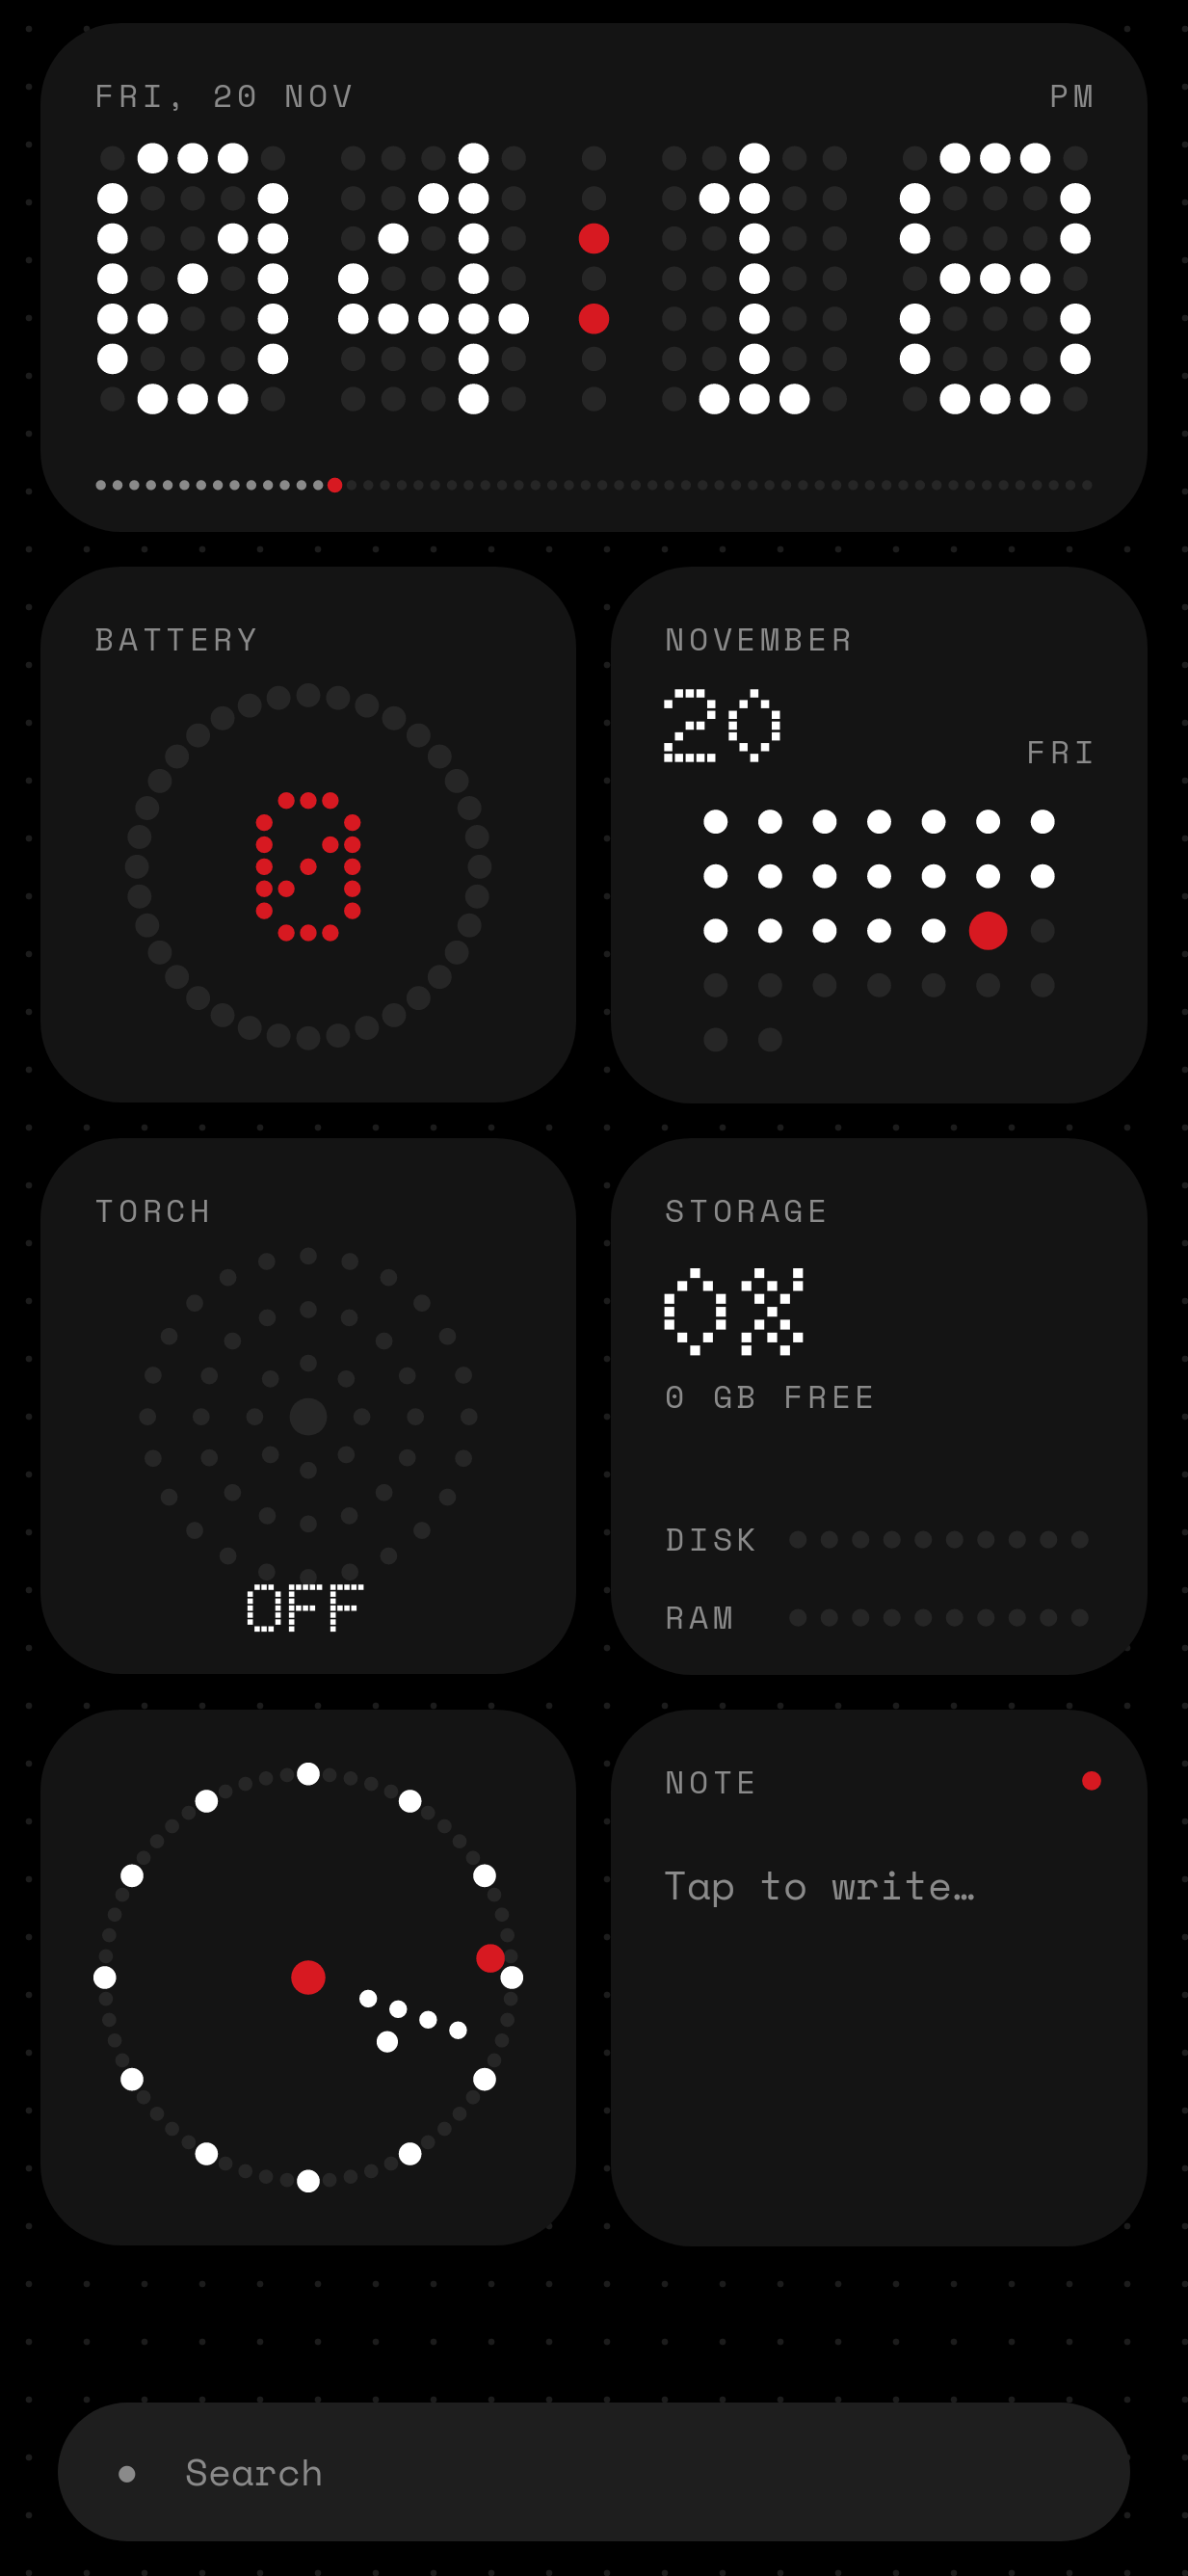 FRI, 20 NOV PM
04:18
BATTERY
0
NOVEMBER
20 FRI
TORCH
OFF
STORAGE
0%
0 GB FREE
DISK
RAM
NOTE
Tap to write…
Search